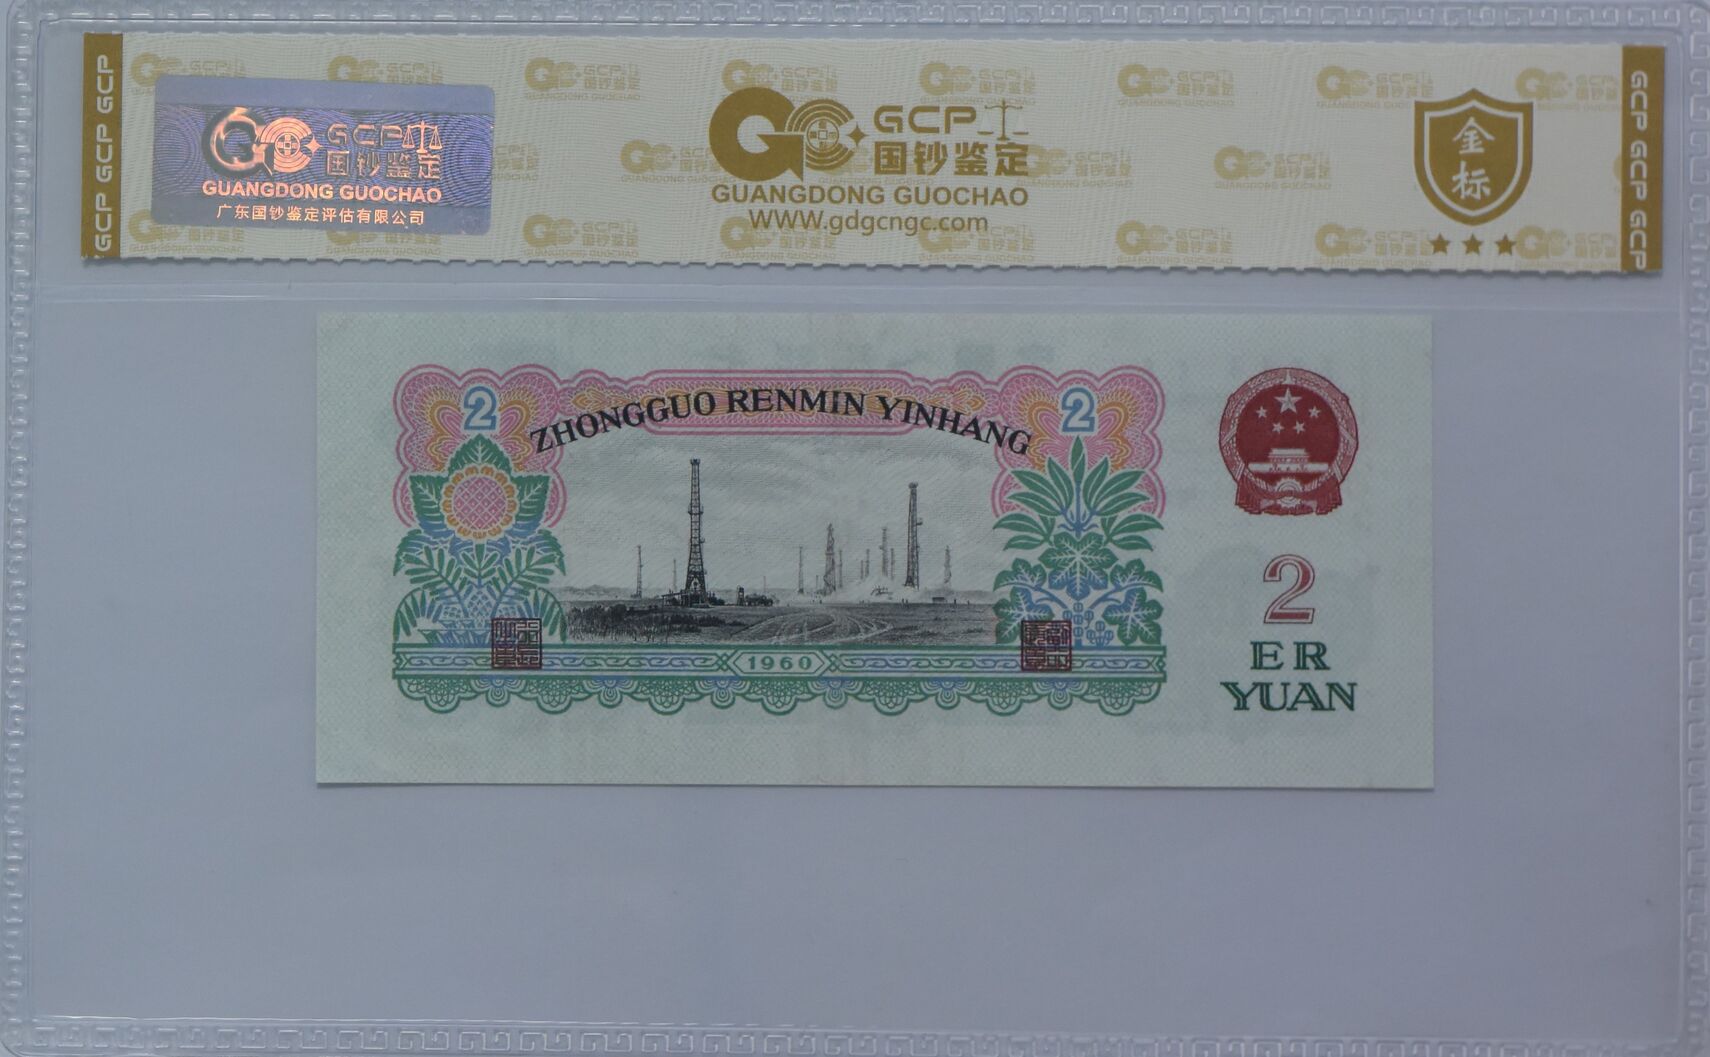 GCP GCP GCP
GCP
国钞鉴定
GUANGDONG GUOCHAO
广东国钞鉴定评估有限公司
GCP
国钞鉴定
GUANGDONG GUOCHAO
WWW.gdgcngc.com
金标
GCP GCP GCP
2
ZHONGGUO RENMIN YINHANG
2
1960
2
ER
YUAN